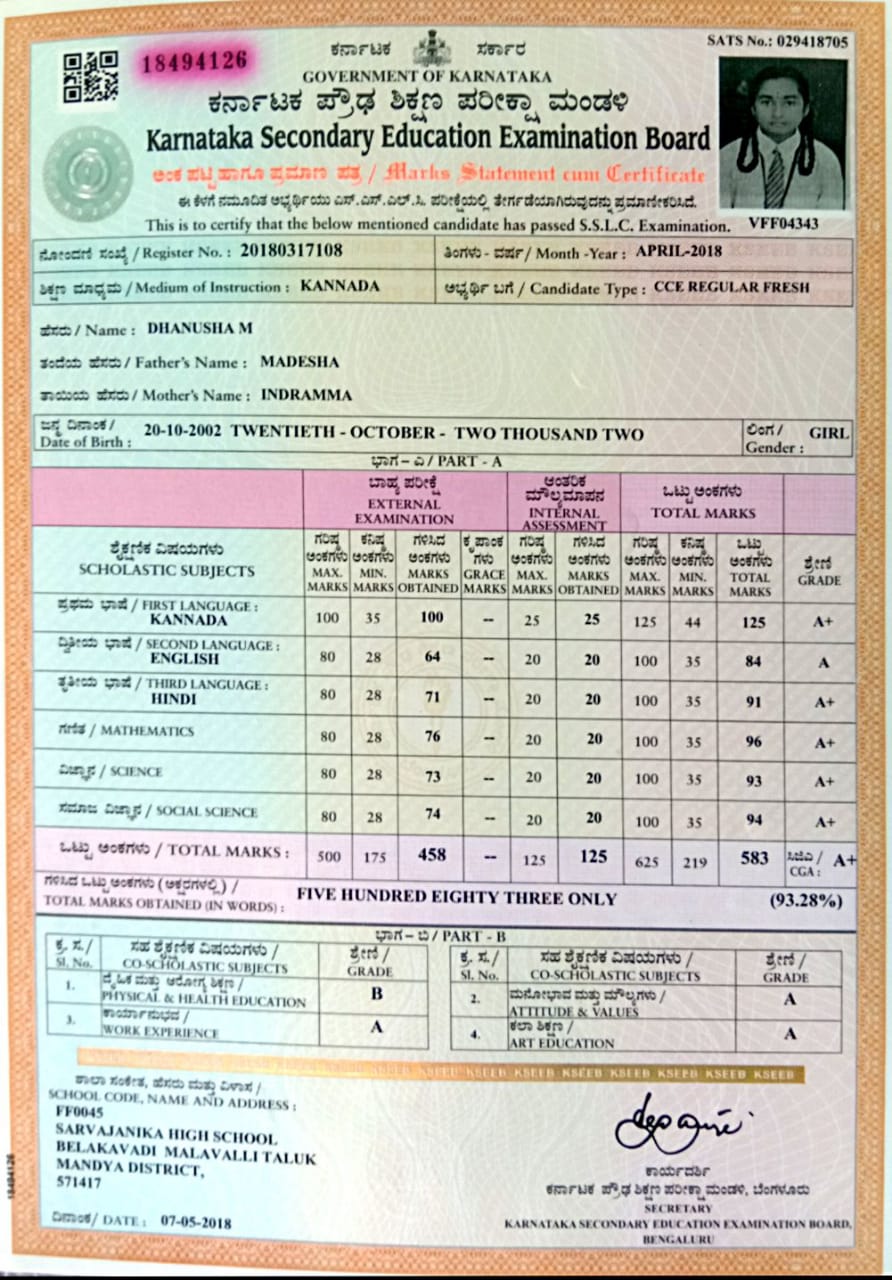 ಕರ್ನಾಟಕ ಸರ್ಕಾರ
SATS No.: 029418705
18494126
GOVERNMENT OF KARNATAKA
ಕರ್ನಾಟಕ ಪ್ರೌಢ ಶಿಕ್ಷಣ ಪರೀಕ್ಷಾ ಮಂಡಳಿ
Karnataka Secondary Education Examination Board
ಅಂಕ ಪಟ್ಟಿ ಹಾಗೂ ಪ್ರಮಾಣ ಪತ್ರ / Marks Statement cum Certificate
ಈ ಕೆಳಗೆ ನಮೂದಿತ ಅಭ್ಯರ್ಥಿಯು ಎಸ್.ಎಸ್.ಎಲ್.ಸಿ. ಪರೀಕ್ಷೆಯಲ್ಲಿ ತೇರ್ಗಡೆಯಾಗಿರುವುದನ್ನು ಪ್ರಮಾಣೀಕರಿಸಿದೆ.
This is to certify that the below mentioned candidate has passed S.S.L.C. Examination. VFF04343
ನೋಂದಣಿ ಸಂಖ್ಯೆ / Register No. : 20180317108 ತಿಂಗಳು - ವರ್ಷ / Month -Year : APRIL-2018
ಶಿಕ್ಷಣ ಮಾಧ್ಯಮ / Medium of Instruction : KANNADA ಅಭ್ಯರ್ಥಿ ಬಗೆ / Candidate Type : CCE REGULAR FRESH
ಹೆಸರು / Name : DHANUSHA M
ತಂದೆಯ ಹೆಸರು / Father's Name : MADESHA
ತಾಯಿಯ ಹೆಸರು / Mother's Name : INDRAMMA
ಜನ್ಮ ದಿನಾಂಕ / 20-10-2002 TWENTIETH - OCTOBER - TWO THOUSAND TWO ಲಿಂಗ / GIRL
Date of Birth : Gender :
ಭಾಗ – ಎ / PART - A
ಬಾಹ್ಯ ಪರೀಕ್ಷೆ EXTERNAL EXAMINATION
ಆಂತರಿಕ ಮೌಲ್ಯಮಾಪನ INTERNAL ASSESSMENT
ಒಟ್ಟು ಅಂಕಗಳು TOTAL MARKS
ಶೈಕ್ಷಣಿಕ ವಿಷಯಗಳು SCHOLASTIC SUBJECTS
ಗರಿಷ್ಠ ಅಂಕಗಳು MAX. MARKS
ಕನಿಷ್ಠ ಅಂಕಗಳು MIN. MARKS
ಗಳಿಸಿದ ಅಂಕಗಳು MARKS OBTAINED
ಕೃಪಾಂಕಗಳು GRACE MARKS
ಗರಿಷ್ಠ ಅಂಕಗಳು MAX. MARKS
ಗಳಿಸಿದ ಅಂಕಗಳು MARKS OBTAINED
ಗರಿಷ್ಠ ಅಂಕಗಳು MAX. MARKS
ಕನಿಷ್ಠ ಅಂಕಗಳು MIN. MARKS
ಒಟ್ಟು ಅಂಕಗಳು TOTAL MARKS
ಶ್ರೇಣಿ GRADE
ಪ್ರಥಮ ಭಾಷೆ / FIRST LANGUAGE :
KANNADA 100 35 100 -- 25 25 125 44 125 A+
ದ್ವಿತೀಯ ಭಾಷೆ / SECOND LANGUAGE :
ENGLISH 80 28 64 -- 20 20 100 35 84 A
ತೃತೀಯ ಭಾಷೆ / THIRD LANGUAGE :
HINDI 80 28 71 -- 20 20 100 35 91 A+
ಗಣಿತ / MATHEMATICS 80 28 76 -- 20 20 100 35 96 A+
ವಿಜ್ಞಾನ / SCIENCE 80 28 73 -- 20 20 100 35 93 A+
ಸಮಾಜ ವಿಜ್ಞಾನ / SOCIAL SCIENCE 80 28 74 -- 20 20 100 35 94 A+
ಒಟ್ಟು ಅಂಕಗಳು / TOTAL MARKS : 500 175 458 -- 125 125 625 219 583 ಸಿಜಿಎ / CGA : A+
ಗಳಿಸಿದ ಒಟ್ಟು ಅಂಕಗಳು (ಅಕ್ಷರಗಳಲ್ಲಿ) /
TOTAL MARKS OBTAINED (IN WORDS) : FIVE HUNDRED EIGHTY THREE ONLY (93.28%)
ಭಾಗ – ಬಿ / PART - B
ಕ್ರ. ಸ. / ಸಹ ಶೈಕ್ಷಣಿಕ ವಿಷಯಗಳು / ಶ್ರೇಣಿ / ಕ್ರ. ಸ. / ಸಹ ಶೈಕ್ಷಣಿಕ ವಿಷಯಗಳು / ಶ್ರೇಣಿ /
Sl. No. CO-SCHOLASTIC SUBJECTS GRADE Sl. No. CO-SCHOLASTIC SUBJECTS GRADE
1. ದೈಹಿಕ ಮತ್ತು ಆರೋಗ್ಯ ಶಿಕ್ಷಣ / B 2. ಮನೋಭಾವ ಮತ್ತು ಮೌಲ್ಯಗಳು / A
PHYSICAL & HEALTH EDUCATION ATTITUDE & VALUES
3. ಕಾರ್ಯಾನುಭವ / A 4. ಕಲಾ ಶಿಕ್ಷಣ / A
WORK EXPERIENCE ART EDUCATION
KSEEB KSEEB KSEEB KSEEB KSEEB KSEEB KSEEB KSEEB
ಶಾಲಾ ಸಂಕೇತ, ಹೆಸರು ಮತ್ತು ವಿಳಾಸ /
SCHOOL CODE, NAME AND ADDRESS :
FF0045
SARVAJANIKA HIGH SCHOOL
BELAKAVADI MALAVALLI TALUK
MANDYA DISTRICT,
571417
18494126
ದಿನಾಂಕ / DATE : 07-05-2018
ಕಾರ್ಯದರ್ಶಿ
ಕರ್ನಾಟಕ ಪ್ರೌಢ ಶಿಕ್ಷಣ ಪರೀಕ್ಷಾ ಮಂಡಳಿ, ಬೆಂಗಳೂರು
SECRETARY
KARNATAKA SECONDARY EDUCATION EXAMINATION BOARD,
BENGALURU